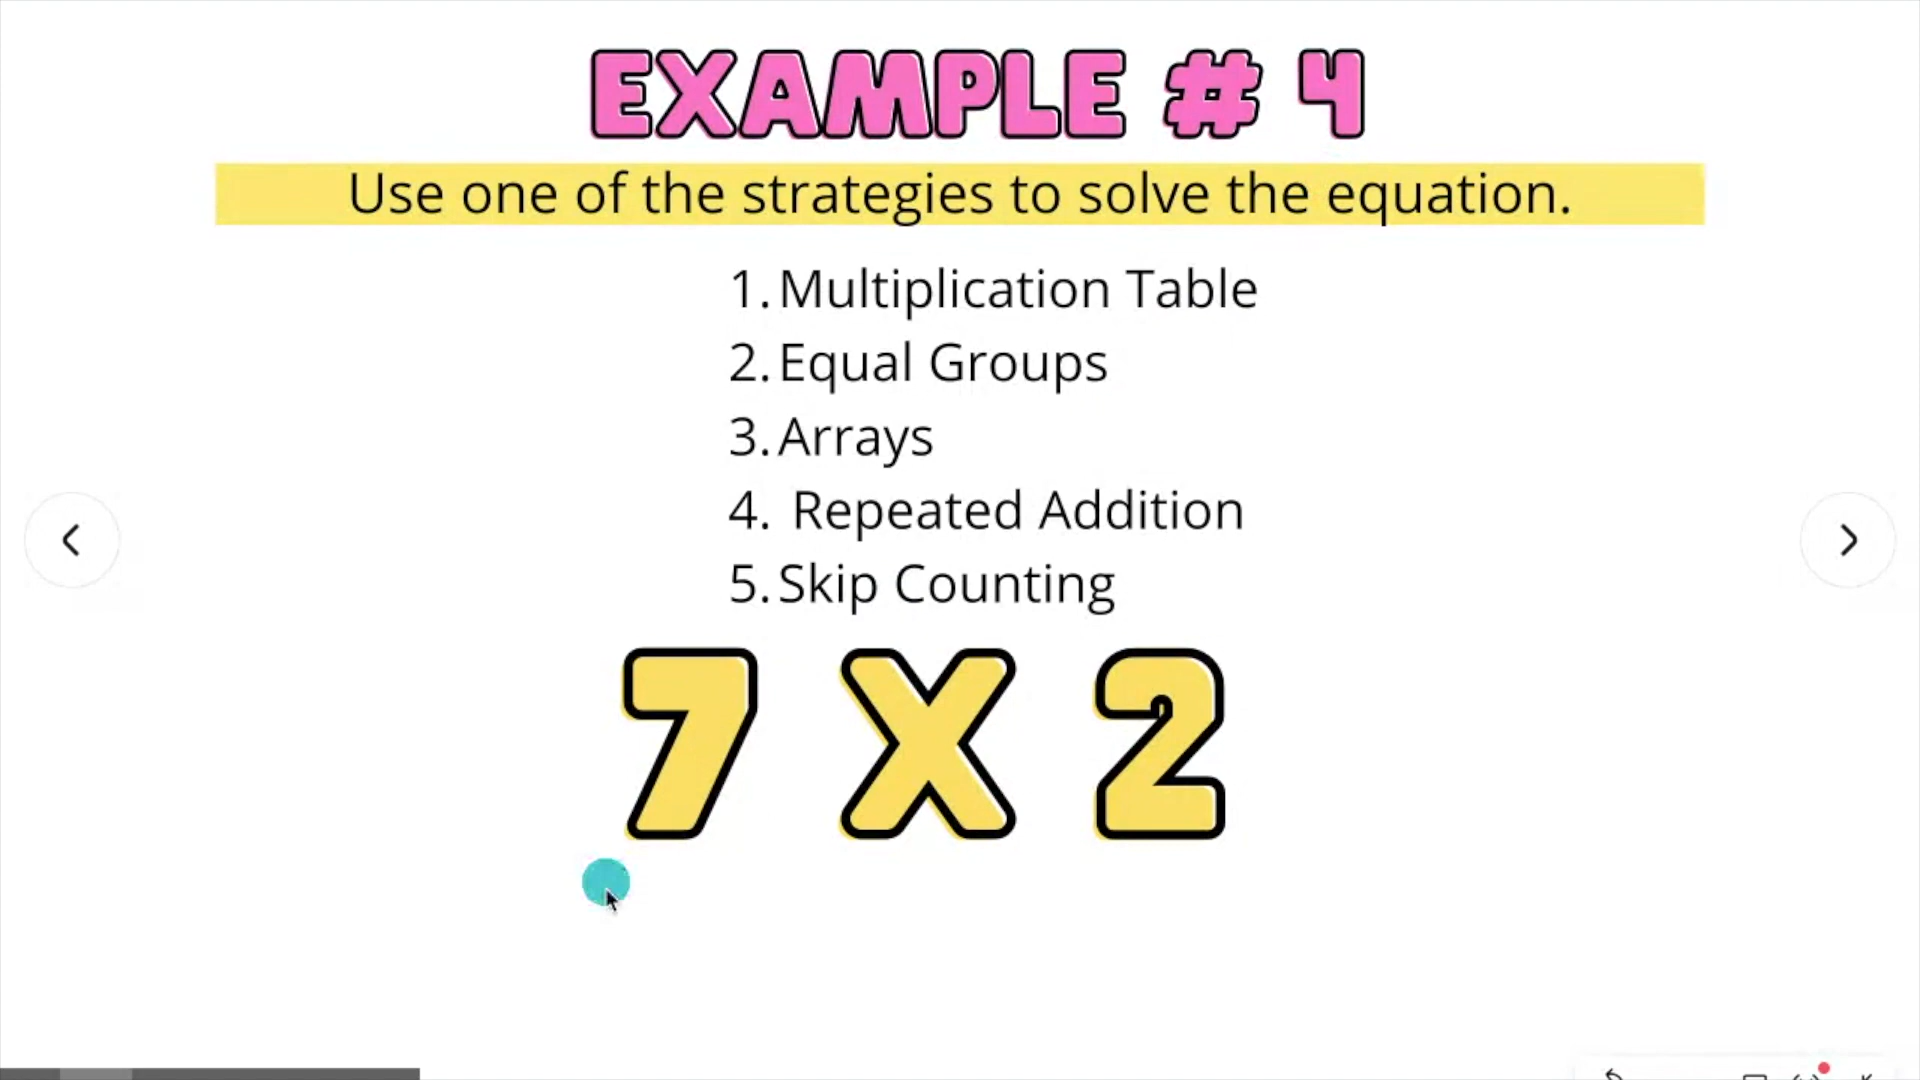 EXAMPLE # 4
Use one of the strategies to solve the equation.
1. Multiplication Table
2. Equal Groups
3. Arrays
4. Repeated Addition
5. Skip Counting
7 X 2